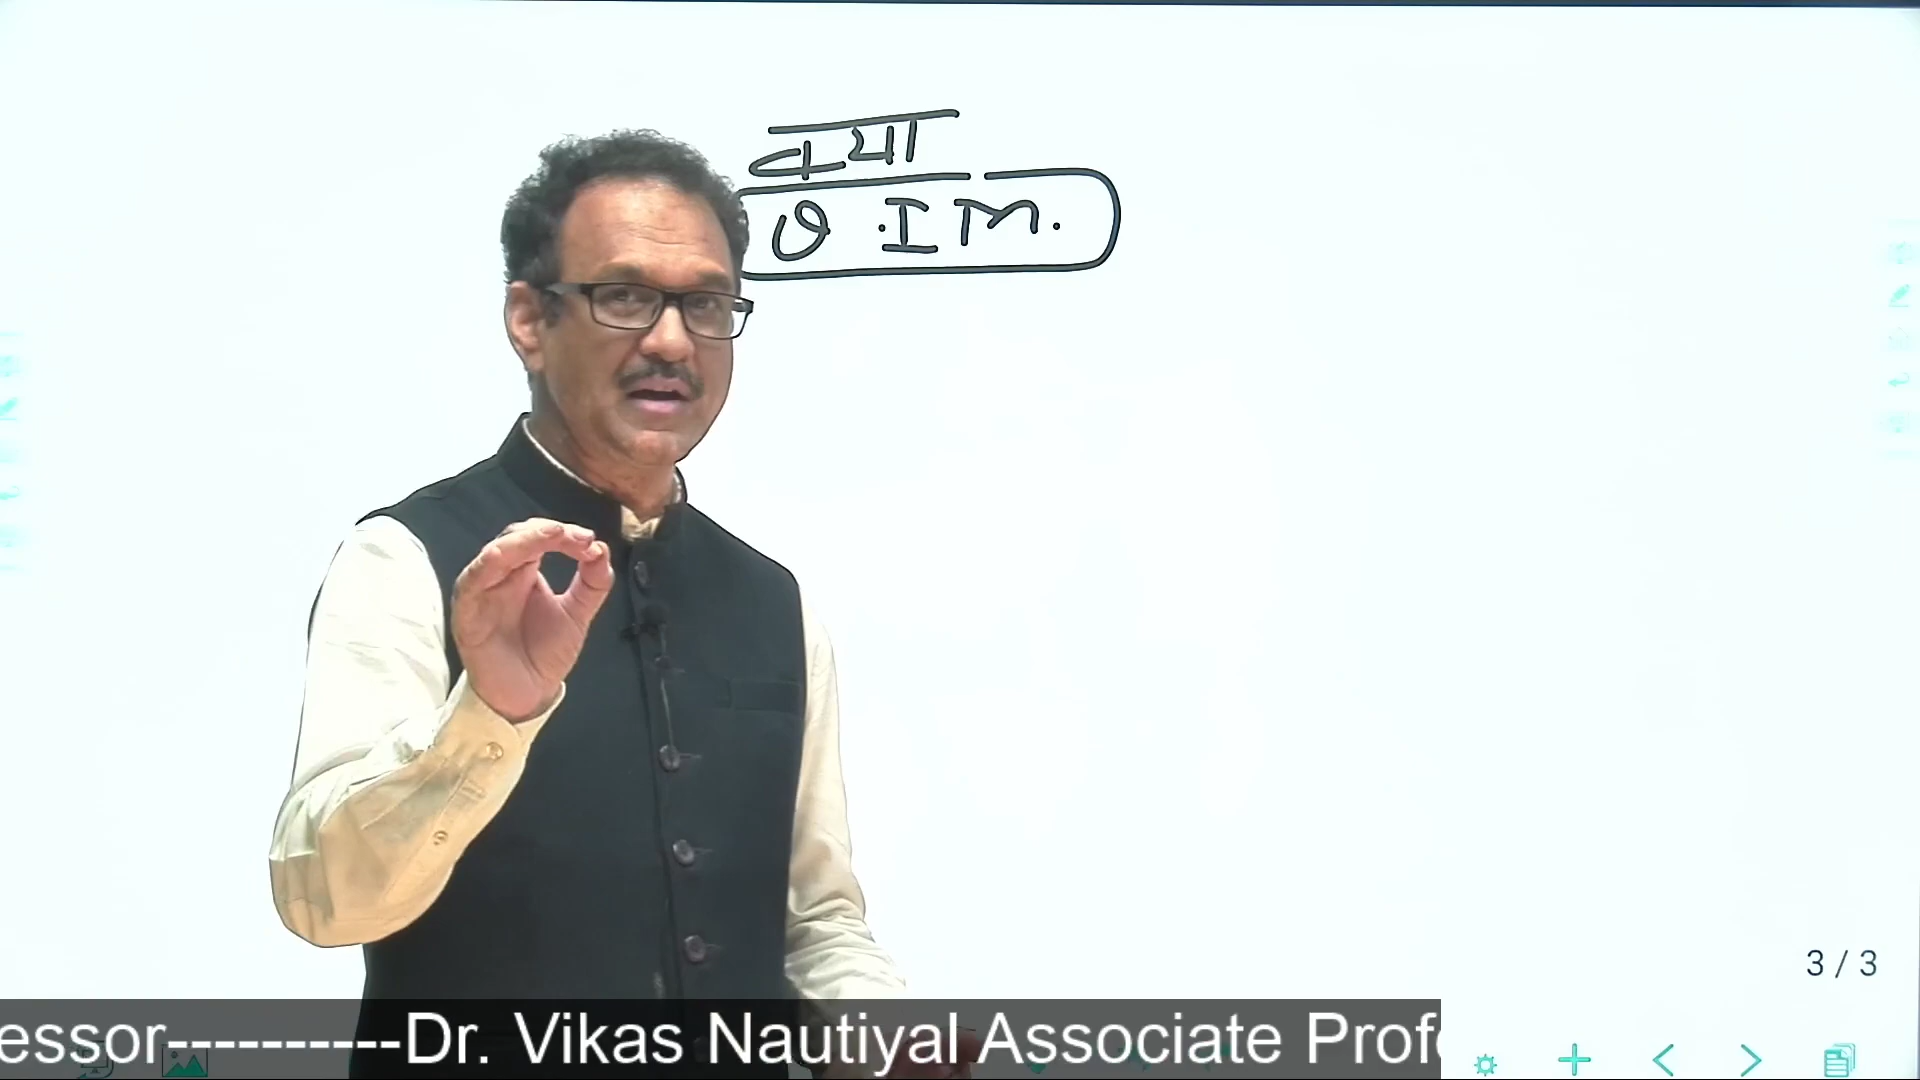 क्या
O.I.M.
3 / 3
essor----------Dr. Vikas Nautiyal Associate Prof